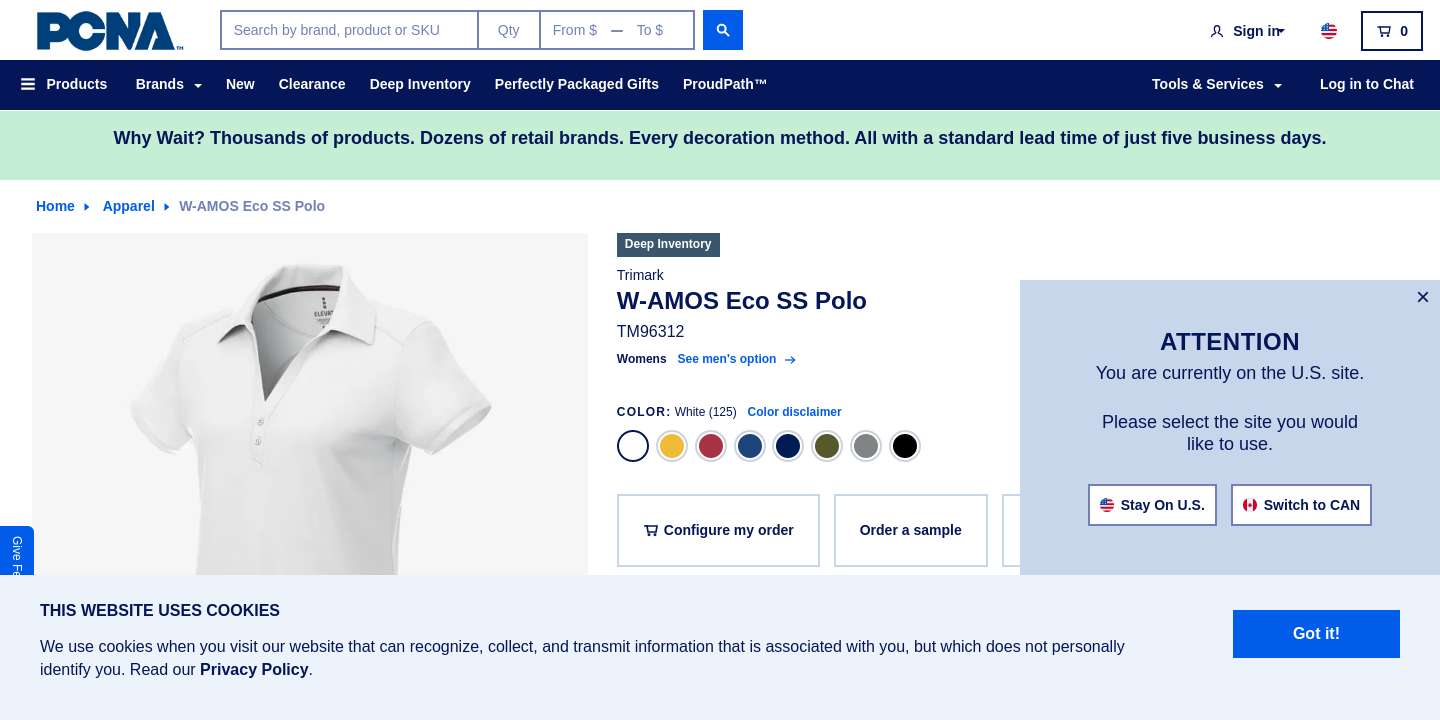 PCNA™
Search by brand, product or SKU
Qty
From $ — To $
Sign in
0
Products
Brands
New
Clearance
Deep Inventory
Perfectly Packaged Gifts
ProudPath™
Tools & Services
Log in to Chat
Why Wait? Thousands of products. Dozens of retail brands. Every decoration method. All with a standard lead time of just five business days.
Home
Apparel
W-AMOS Eco SS Polo
Deep Inventory
Trimark
W-AMOS Eco SS Polo
TM96312
Womens See men's option
COLOR: White (125) Color disclaimer
Configure my order
Order a sample
ATTENTION
You are currently on the U.S. site.
Please select the site you would
like to use.
Stay On U.S.
Switch to CAN
Give
THIS WEBSITE USES COOKIES
We use cookies when you visit our website that can recognize, collect, and transmit information that is associated with you, but which does not personally
identify you. Read our Privacy Policy.
Got it!